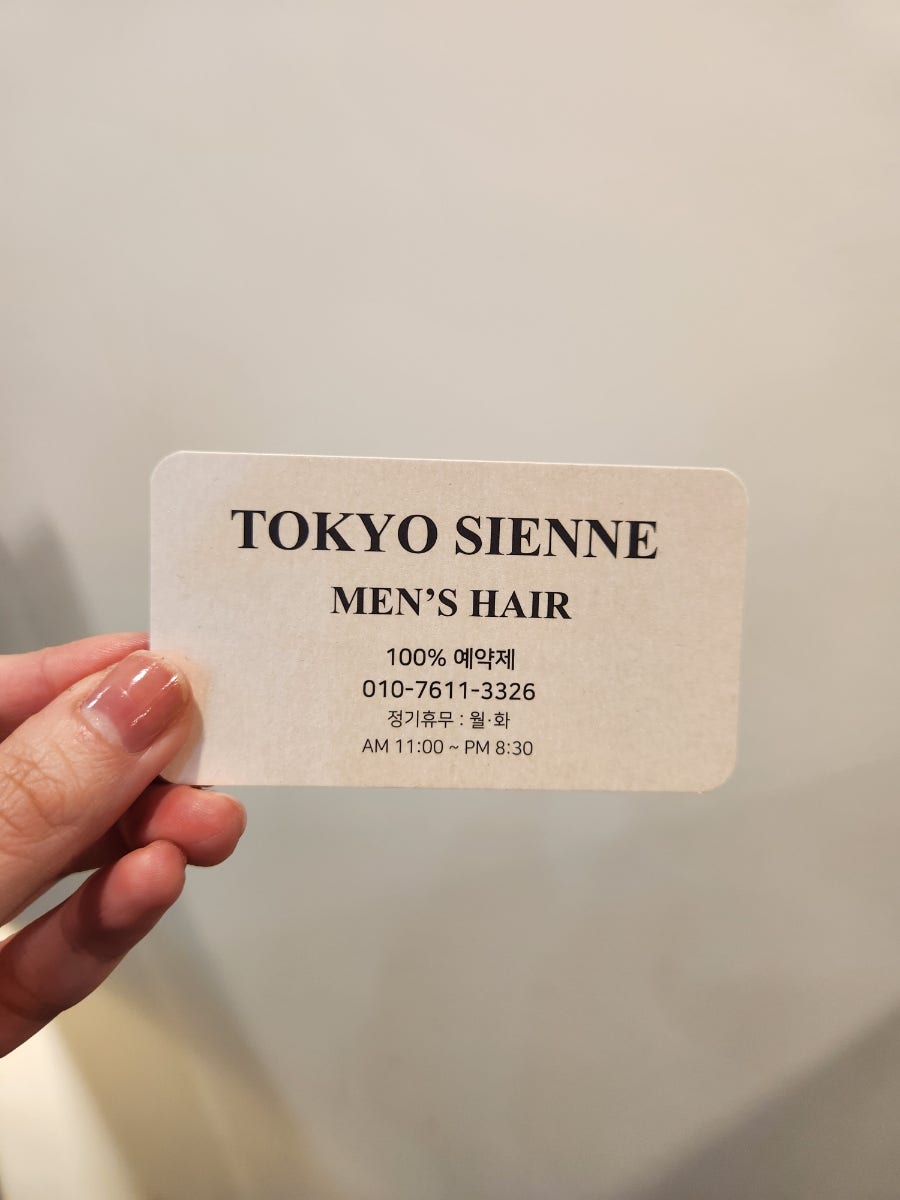 TOKYO SIENNE
MEN’S HAIR
100% 예약제
010-7611-3326
정기휴무 : 월·화
AM 11:00 ~ PM 8:30